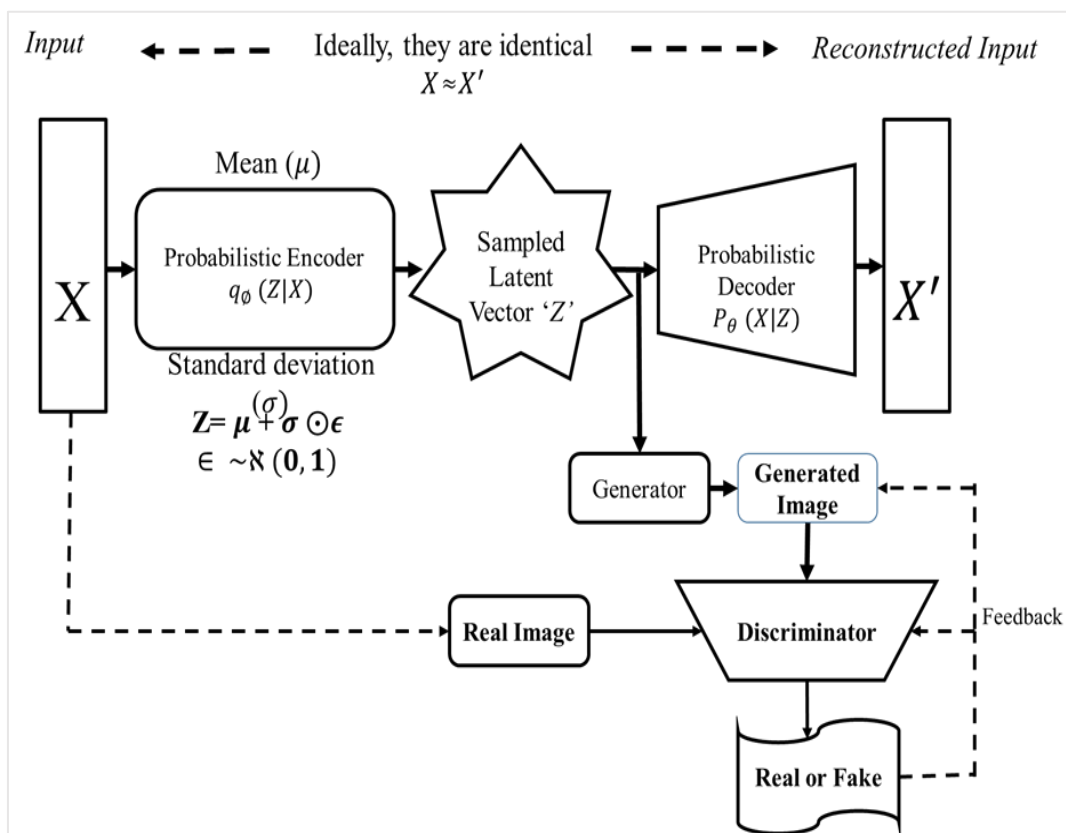 Input
Ideally, they are identical
X ≈ X′
Reconstructed Input
X
Mean (μ)
Probabilistic Encoder
q∅ (Z|X)
Standard deviation
(σ)
Z= μ + σ ⊙ϵ
∈ ~ℵ (0, 1)
Sampled
Latent
Vector ‘Z’
Probabilistic
Decoder
Pθ (X|Z)
X′
Generator
Generated
Image
Real Image
Discriminator
Feedback
Real or Fake